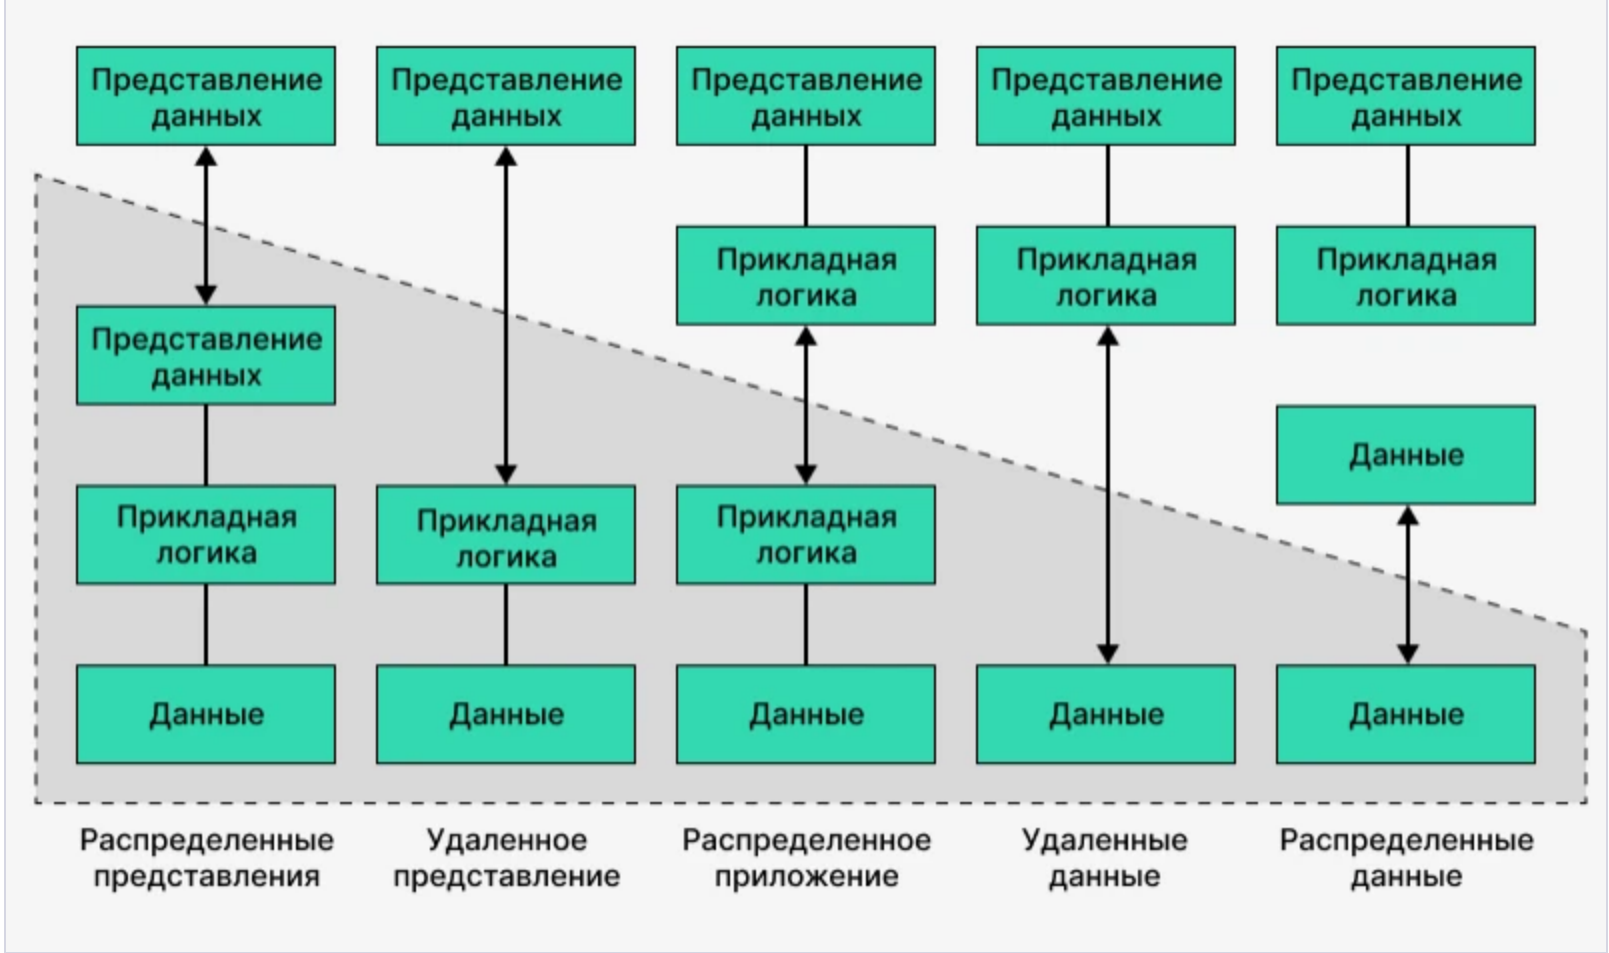 Представление
данных
Представление
данных
Представление
данных
Представление
данных
Представление
данных
Прикладная
логика
Прикладная
логика
Прикладная
логика
Представление
данных
Данные
Прикладная
логика
Прикладная
логика
Прикладная
логика
Данные
Данные
Данные
Данные
Данные
Распределенные
представления
Удаленное
представление
Распределенное
приложение
Удаленные
данные
Распределенные
данные